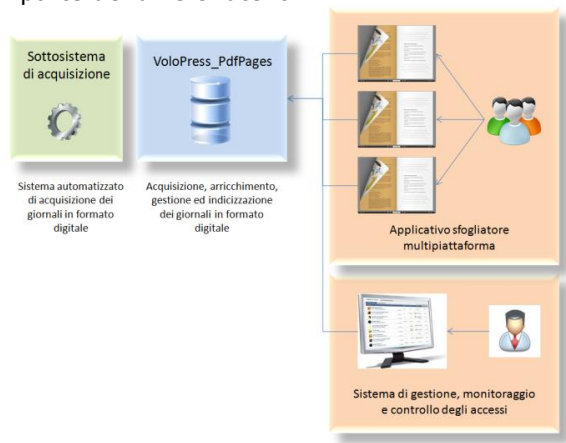 Sottosistema
di acquisizione
VoloPress_PdfPages
Sistema automatizzato
di acquisizione dei
giornali in formato
digitale
Acquisizione, arricchimento,
gestione ed indicizzazione
dei giornali in formato
digitale
Applicativo sfogliatore
multipiattaforma
Sistema di gestione, monitoraggio
e controllo degli accessi